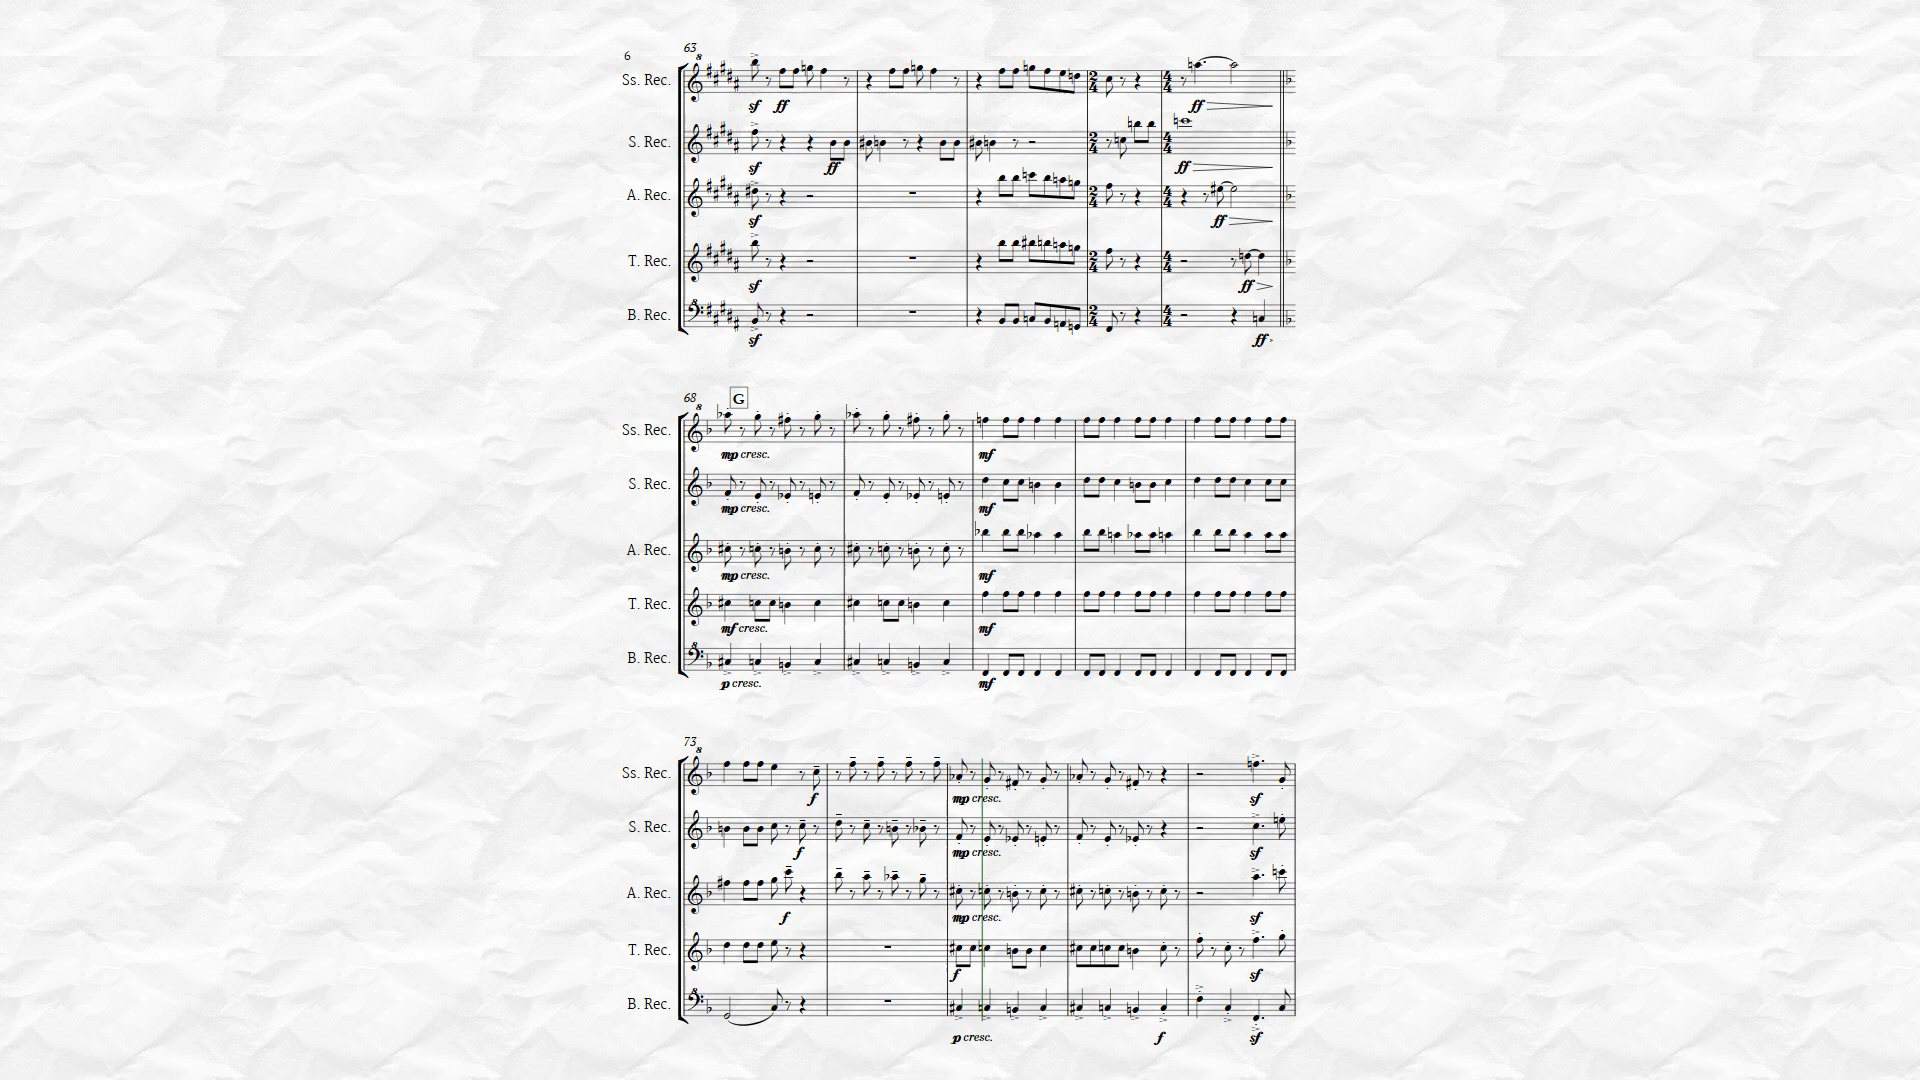 6
63
Ss. Rec.
sf ff ff
S. Rec.
sf ff ff
A. Rec.
sf ff
T. Rec.
sf ff
B. Rec.
sf ff
68
G
Ss. Rec.
mp cresc. mf
S. Rec.
mp cresc. mf
A. Rec.
mp cresc. mf
T. Rec.
mf cresc. mf
B. Rec.
p cresc. mf
73
Ss. Rec.
f mp cresc. sf
S. Rec.
f mp cresc. sf
A. Rec.
f mp cresc. sf
T. Rec.
f sf
B. Rec.
p cresc. f sf